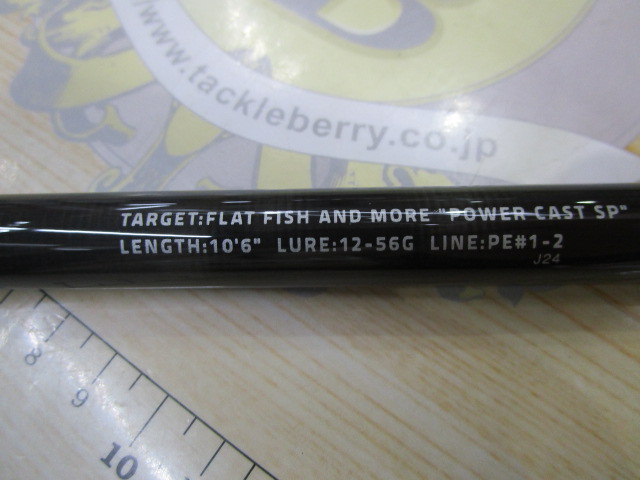 www.tackleberry.co.jp
TARGET:FLAT FISH AND MORE "POWER CAST SP"
LENGTH:10'6" LURE:12-56G LINE:PE#1-2
J24
8
9
10